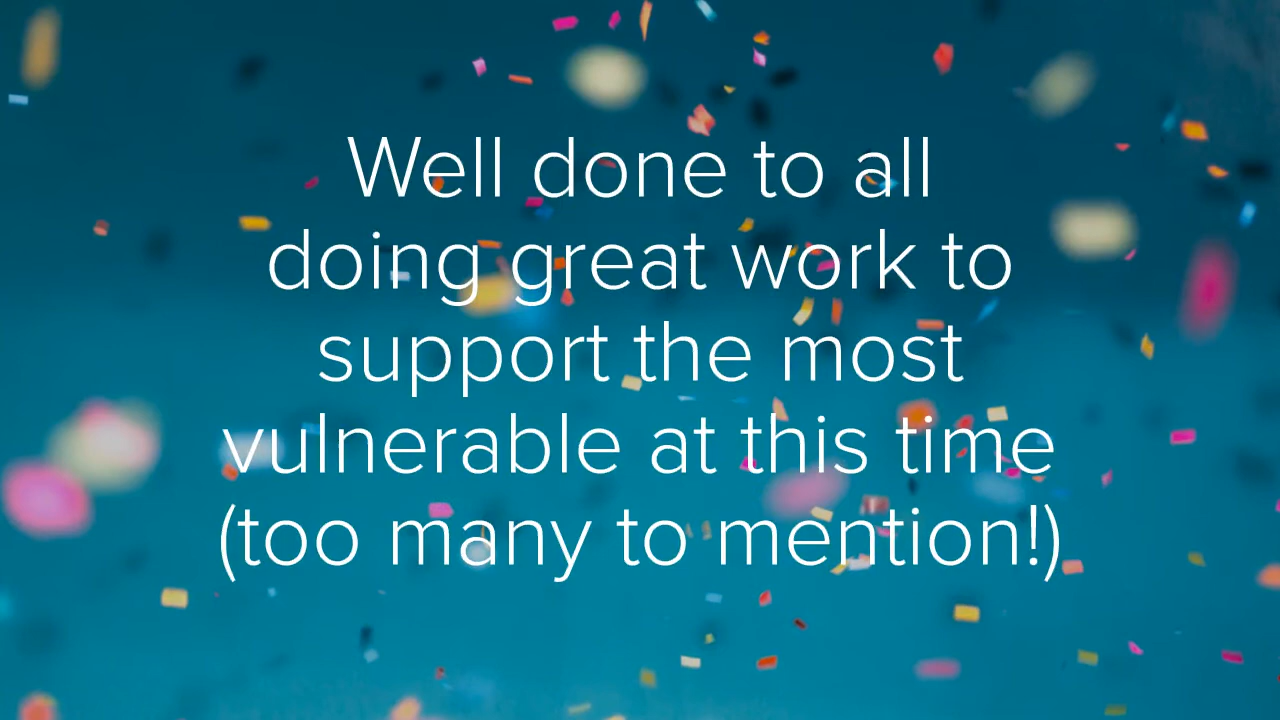 Well done to all
doing great work to
support the most
vulnerable at this time
(too many to mention!)